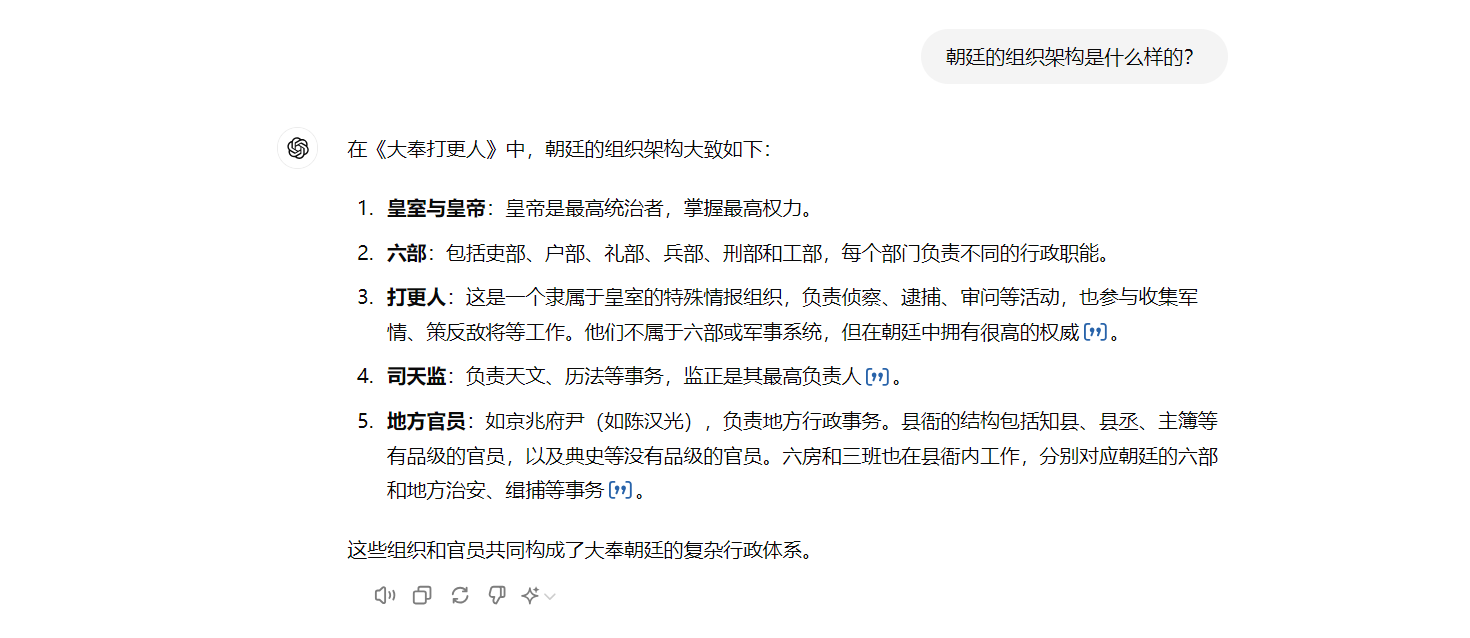 朝廷的组织架构是什么样的?
在《大奉打更人》中，朝廷的组织架构大致如下：
1. 皇室与皇帝：皇帝是最高统治者，掌握最高权力。
2. 六部：包括吏部、户部、礼部、兵部、刑部和工部，每个部门负责不同的行政职能。
3. 打更人：这是一个隶属于皇室的特殊情报组织，负责侦察、逮捕、审问等活动，也参与收集军
情、策反敌将等工作。他们不属于六部或军事系统，但在朝廷中拥有很高的权威 [”] 。
4. 司天监：负责天文、历法等事务，监正是其最高负责人 [”] 。
5. 地方官员：如京兆府尹（如陈汉光），负责地方行政事务。县衙的结构包括知县、县丞、主簿等
有品级的官员，以及典史等没有品级的官员。六房和三班也在县衙内工作，分别对应朝廷的六部
和地方治安、缉捕等事务 [”] 。
这些组织和官员共同构成了大奉朝廷的复杂行政体系。